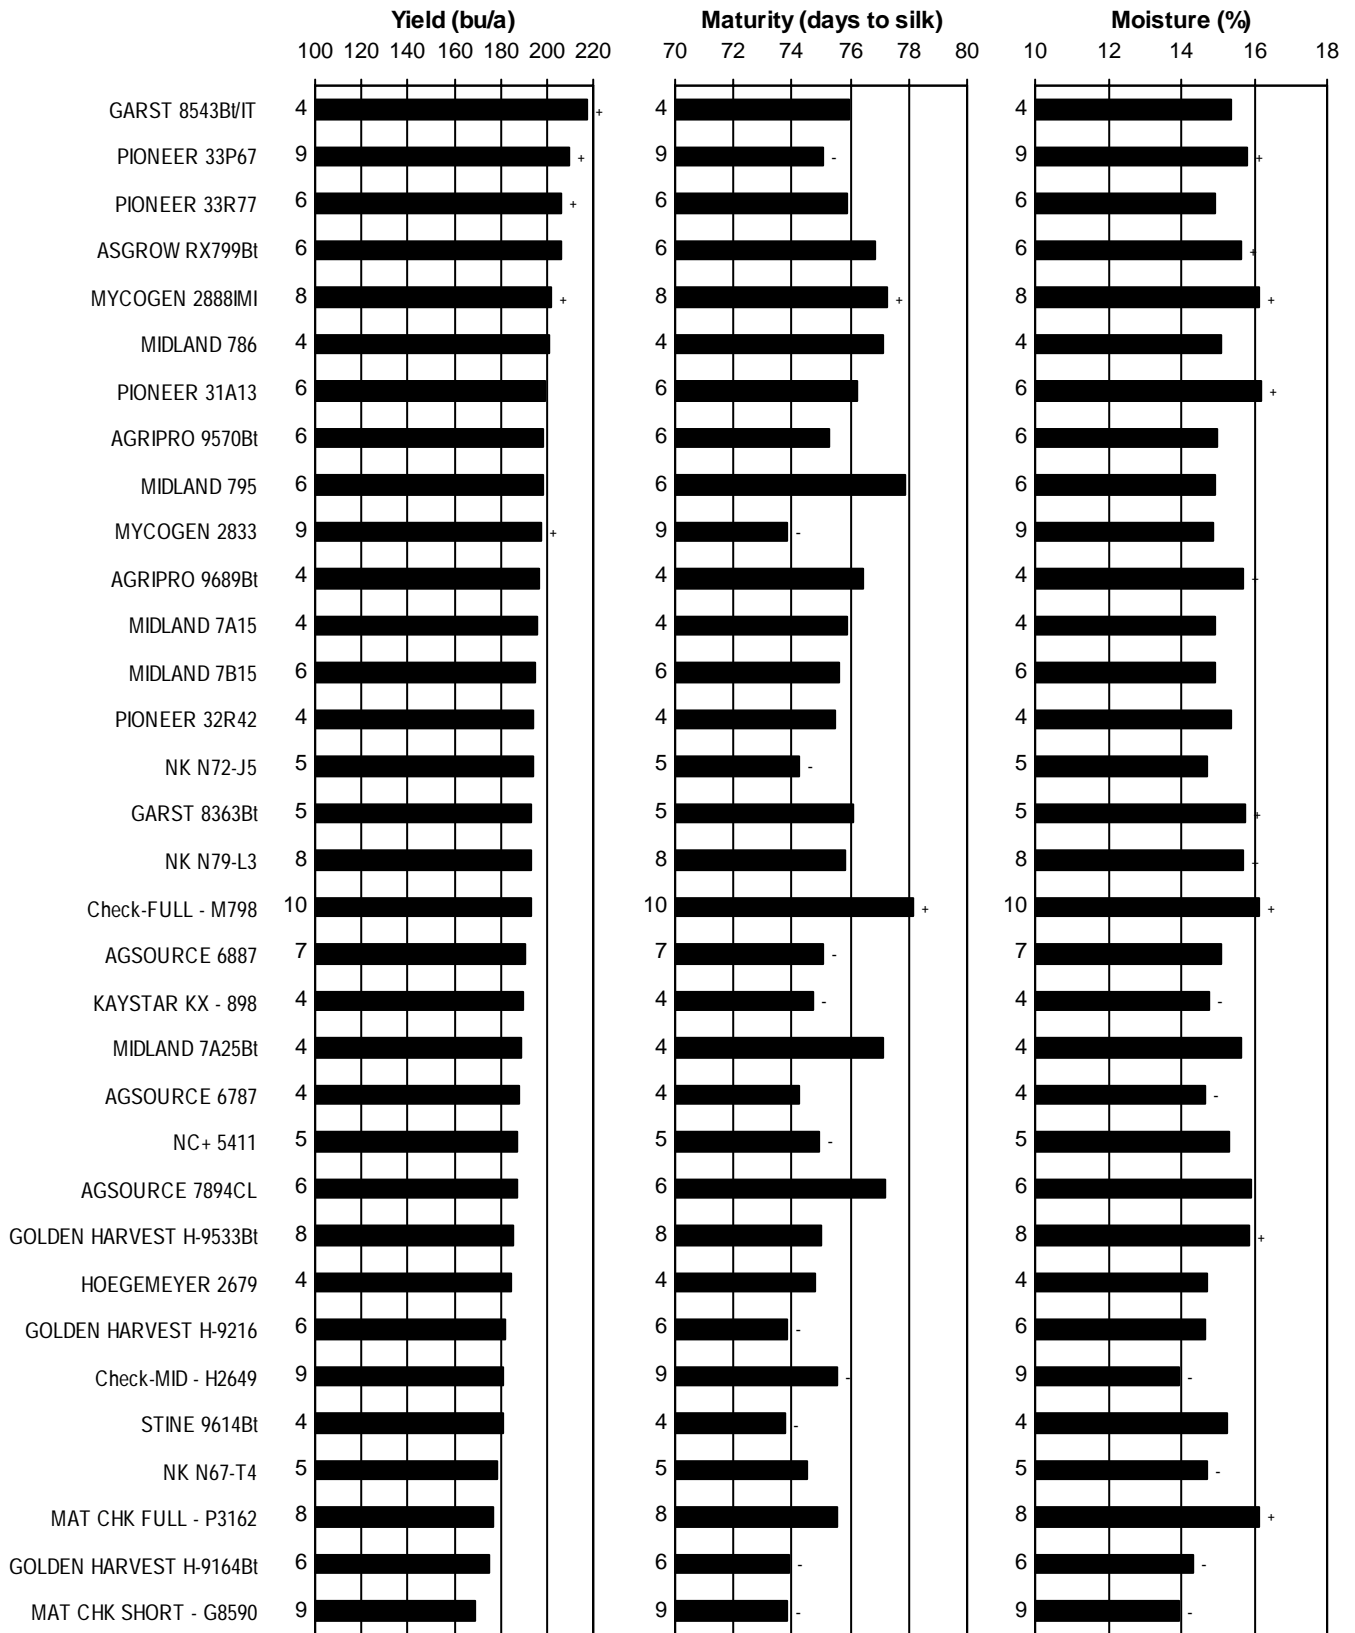 Yield (bu/a) Maturity (days to silk) Moisture (%)
100 120 140 160 180 200 220 70 72 74 76 78 80 10 12 14 16 18
GARST 8543Bt/IT 4 + 4 4
PIONEER 33P67 9 + 9 - 9 +
PIONEER 33R77 6 + 6 6
ASGROW RX799Bt 6 6 6 +
MYCOGEN 2888IMI 8 + 8 + 8 +
MIDLAND 786 4 4 4
PIONEER 31A13 6 6 6 +
AGRIPRO 9570Bt 6 6 6
MIDLAND 795 6 6 6
MYCOGEN 2833 9 + 9 - 9
AGRIPRO 9689Bt 4 4 4
MIDLAND 7A15 4 4 4
MIDLAND 7B15 6 6 6
PIONEER 32R42 4 4 4
NK N72-J5 5 5 - 5
GARST 8363Bt 5 5 5 +
NK N79-L3 8 8 8
Check-FULL - M798 10 10 + 10 +
AGSOURCE 6887 7 7 - 7
KAYSTAR KX - 898 4 4 - 4 -
MIDLAND 7A25Bt 4 4 4
AGSOURCE 6787 4 4 4 -
NC+ 5411 5 5 - 5
AGSOURCE 7894CL 6 6 6
GOLDEN HARVEST H-9533Bt 8 8 8 +
HOEGEMEYER 2679 4 4 4
GOLDEN HARVEST H-9216 6 6 - 6
Check-MID - H2649 9 9 - 9 -
STINE 9614Bt 4 4 - 4
NK N67-T4 5 5 5 -
MAT CHK FULL - P3162 8 8 8 +
GOLDEN HARVEST H-9164Bt 6 6 - 6 -
MAT CHK SHORT - G8590 9 9 - 9 -